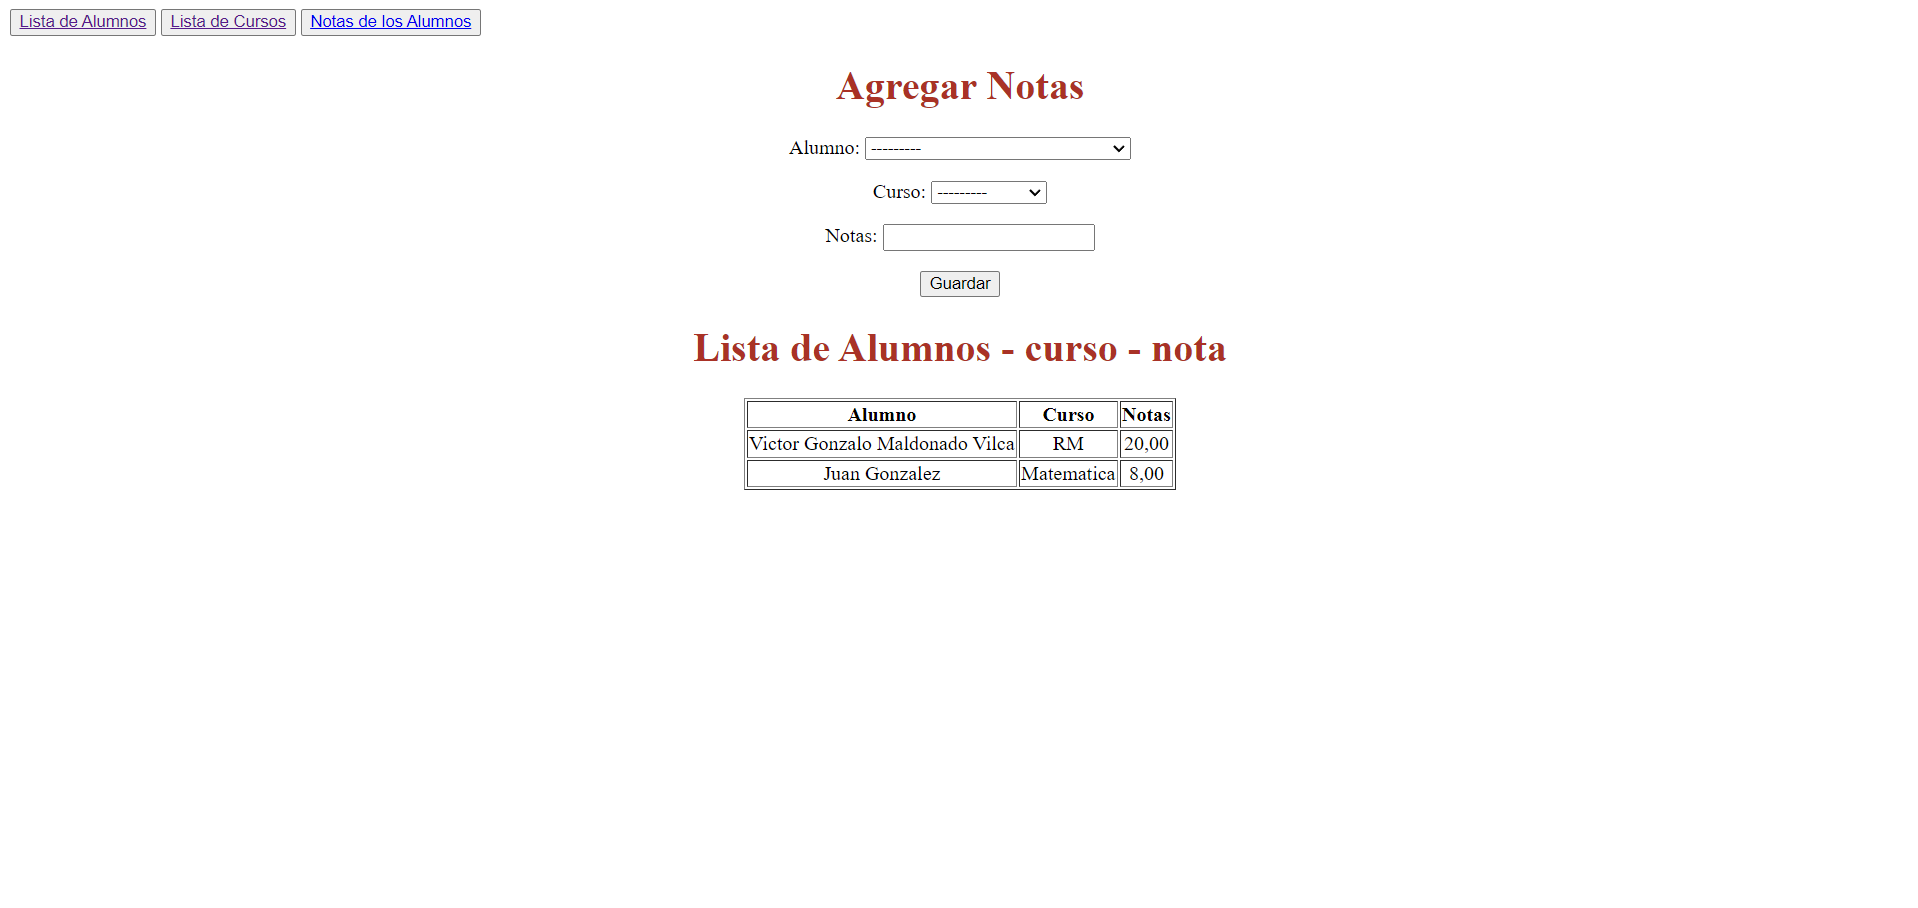 Lista de Alumnos Lista de Cursos Notas de los Alumnos
Agregar Notas
Alumno: ---------
Curso: ---------
Notas:
Guardar
Lista de Alumnos - curso - nota
Alumno Curso Notas
Victor Gonzalo Maldonado Vilca RM 20,00
Juan Gonzalez Matematica 8,00